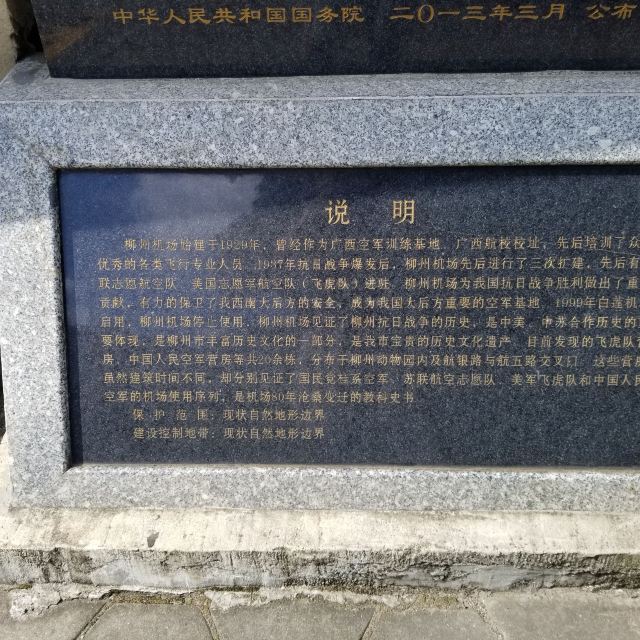 中华人民共和国国务院 二〇一三年三月 公布
说 明
柳州机场始建于1929年，曾经作为广西空军训练基地、广西航校校址，先后培训了众
优秀的各类飞行专业人员。1937年抗日战争爆发后，柳州机场先后进行了三次扩建，先后有
联志愿航空队、美国志愿军航空队（飞虎队）进驻，柳州机场为我国抗日战争胜利做出了重
贡献，有力的保卫了我西南大后方的安全，成为我国大后方重要的空军基地。1999年白莲机
启用，柳州机场停止使用。柳州机场见证了柳州抗日战争的历史，是中美、中苏合作历史的
要体现，是柳州市丰富历史文化的一部分，是我市宝贵的历史文化遗产。目前发现的飞虎队
房、中国人民空军营房等共20余栋，分布于柳州动物园内及航银路与航五路交叉口。这些营
虽然建筑时间不同，却分别见证了国民党桂系空军、苏联航空志愿队、美军飞虎队和中国人
空军的机场使用序列，是机场80年沧桑变迁的教科史书。
保 护 范 围：现状自然地形边界
建设控制地带：现状自然地形边界